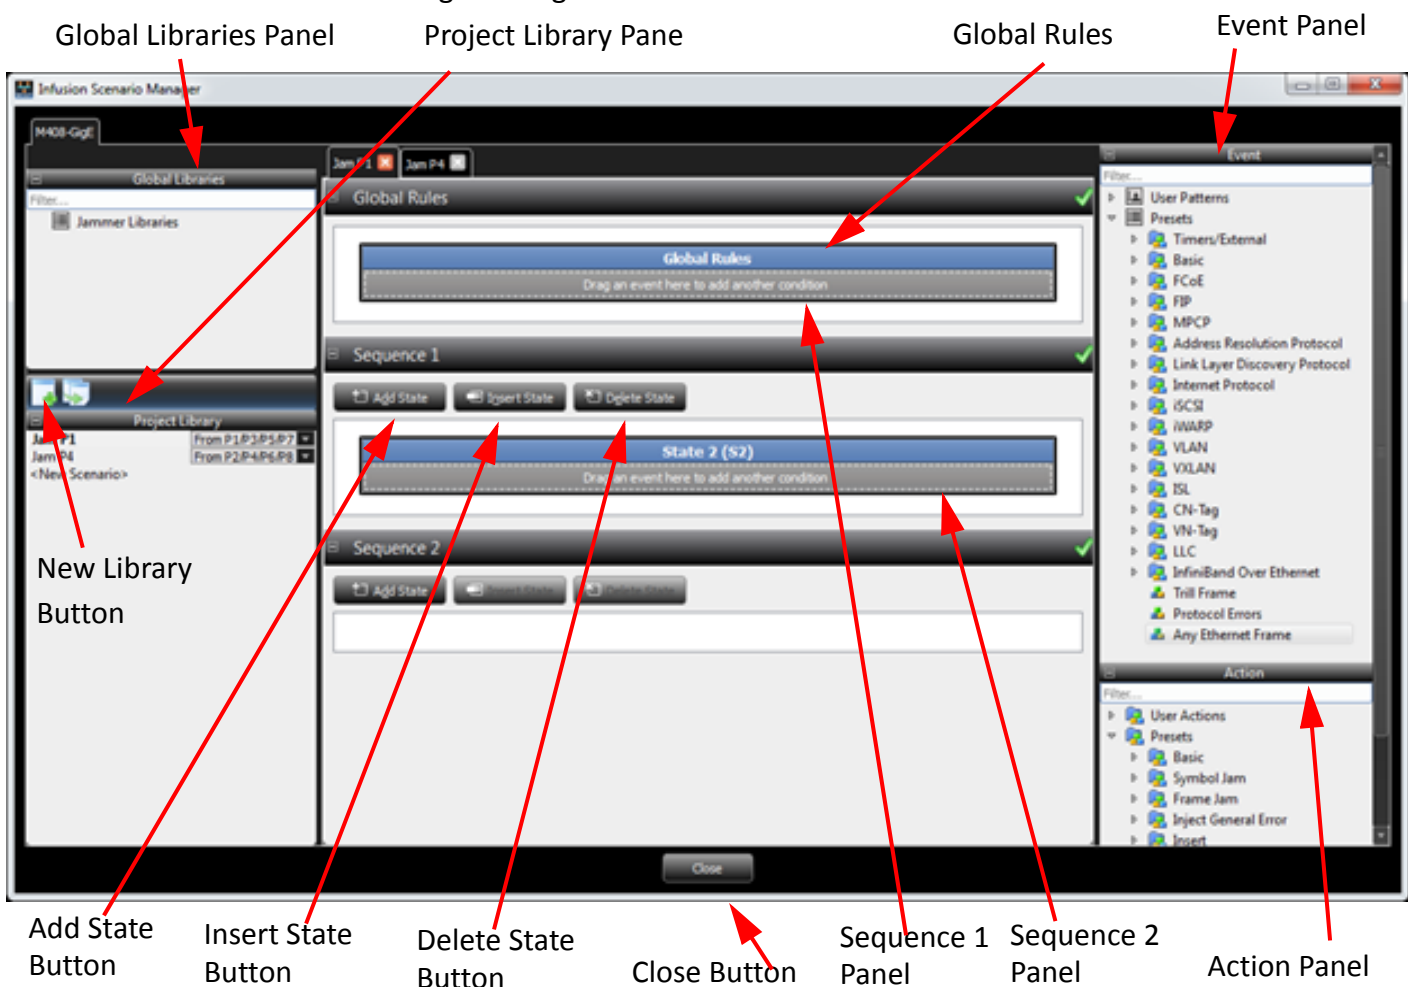 Global Libraries Panel
Project Library Pane
Global Rules
Event Panel
Infusion Scenario Manager
M408-GigE
Global Libraries
Filter...
Jammer Libraries
Project Library
Jam P1
From P1/P3/P5/P7
Jam P4
From P2/P4/P6/P8
<New Scenario>
New Library
Button
Jam P1
Jam P4
Global Rules
Global Rules
Drag an event here to add another condition
Sequence 1
Add State
Insert State
Delete State
State 2 (S2)
Drag an event here to add another condition
Sequence 2
Add State
Insert State
Delete State
Event
Filter...
User Patterns
Presets
Timers/External
Basic
FCoE
FIP
MPCP
Address Resolution Protocol
Link Layer Discovery Protocol
Internet Protocol
iSCSI
iWARP
VLAN
VXLAN
ISL
CN-Tag
VN-Tag
LLC
InfiniBand Over Ethernet
Trill Frame
Protocol Errors
Any Ethernet Frame
Action
Filter...
User Actions
Presets
Basic
Symbol Jam
Frame Jam
Inject General Error
Insert
Close
Add State
Button
Insert State
Button
Delete State
Button
Close Button
Sequence 1
Panel
Sequence 2
Panel
Action Panel